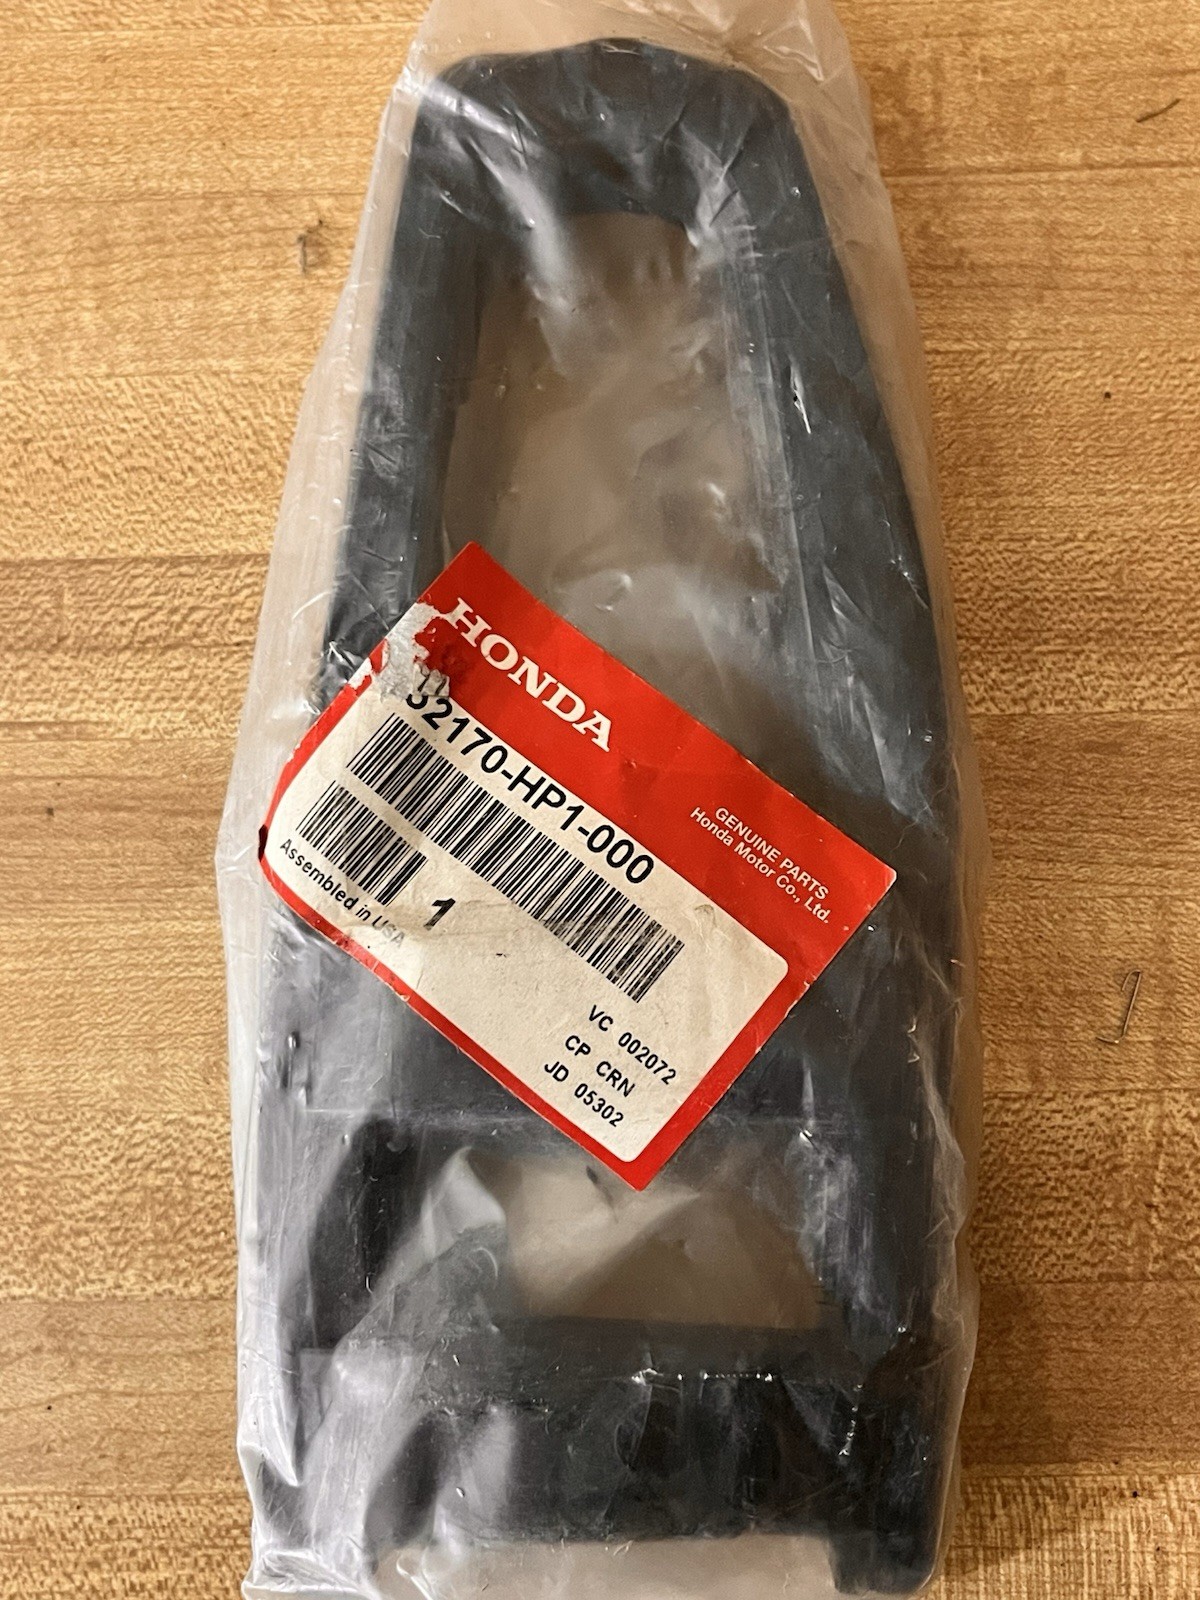 HONDA
52170-HP1-000
GENUINE PARTS
Honda Motor Co., Ltd.
1
Assembled in USA
VC 002072
CP CRN
JD 05302